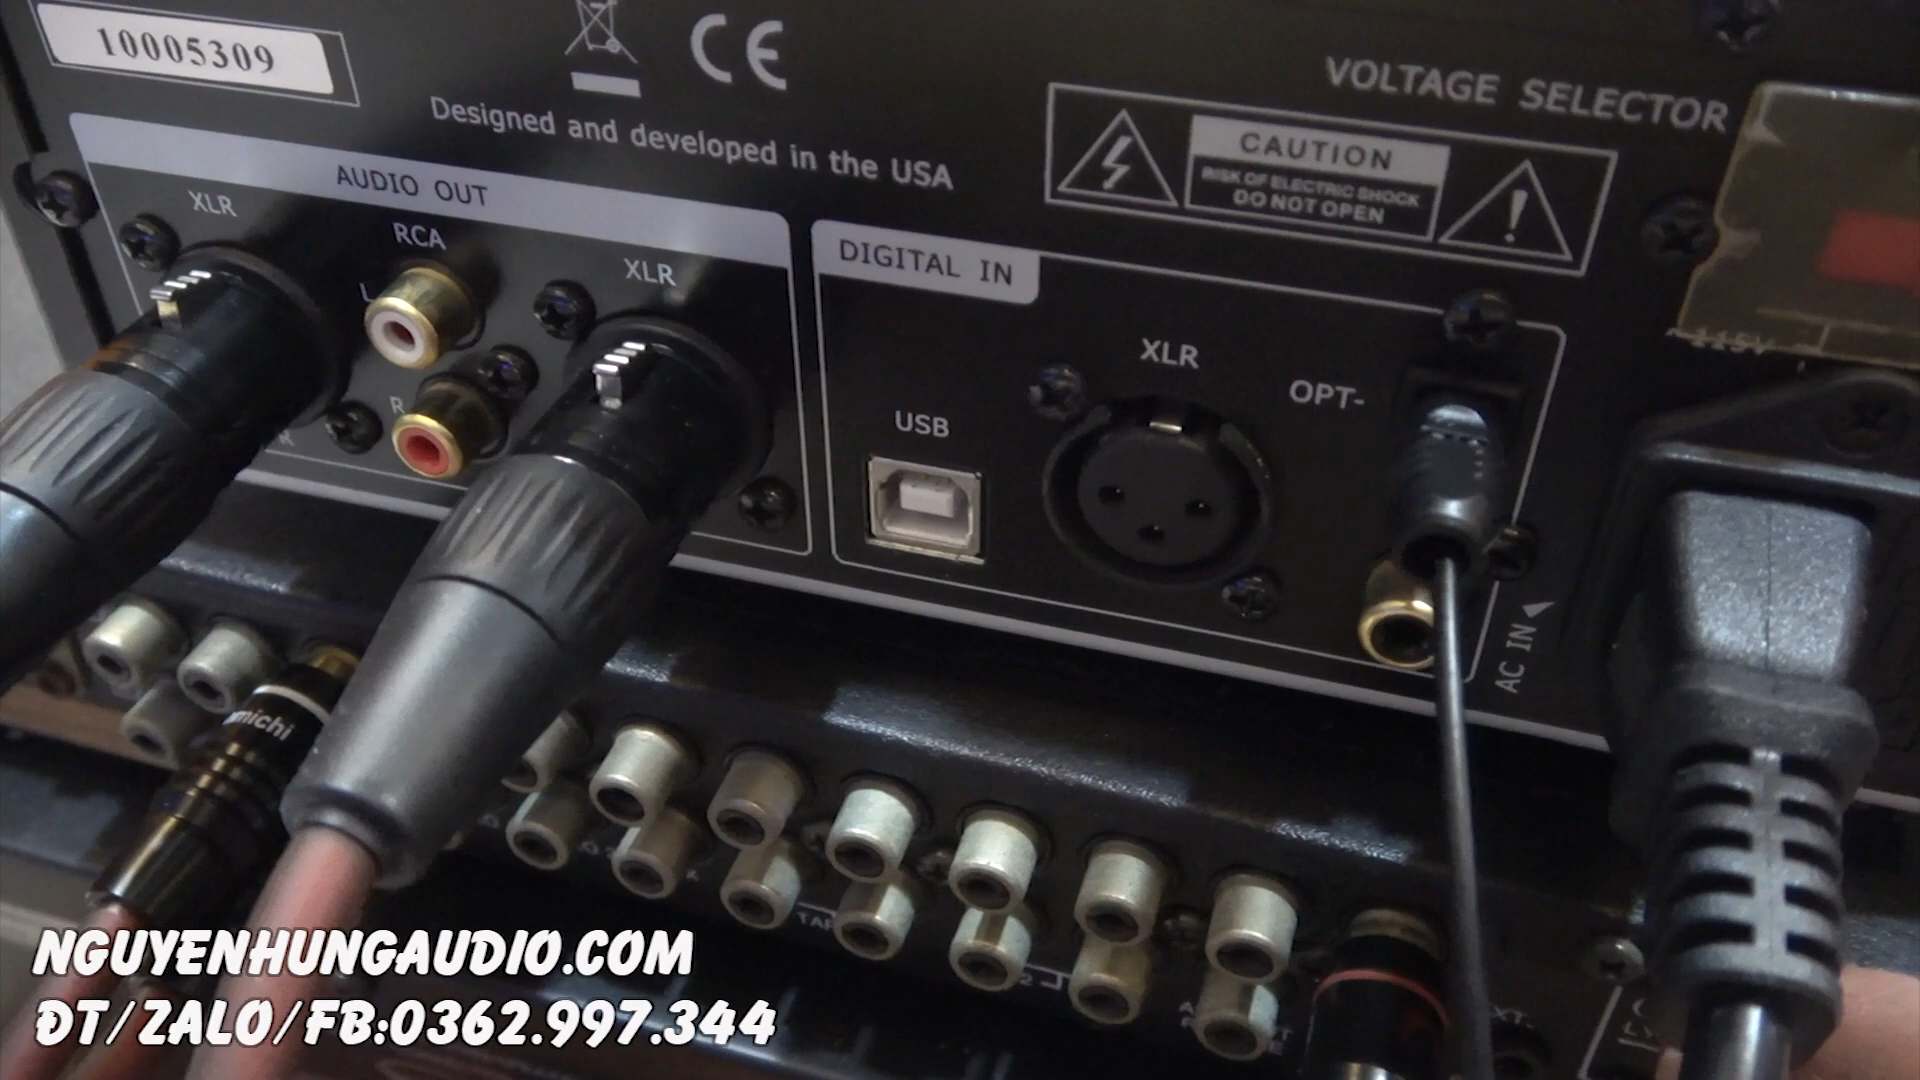 10005309
CE
Designed and developed in the USA
VOLTAGE SELECTOR
CAUTION
RISK OF ELECTRIC SHOCK
DO NOT OPEN
AUDIO OUT
XLR
RCA
XLR
L
R
DIGITAL IN
USB
XLR
OPT-
~115V
AC IN
michi
NGUYENHUNGAUDIO.COM
ĐT/ZALO/FB:0362.997.344